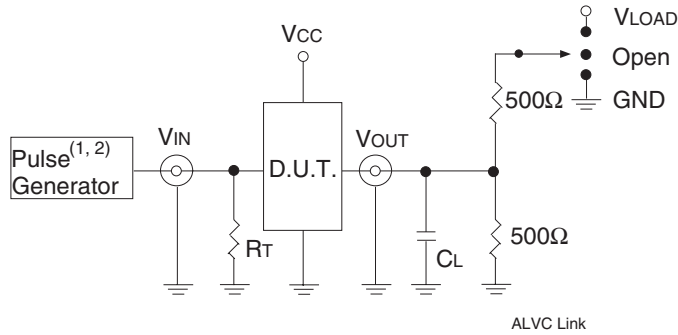 VLOAD
VCC
Open
500Ω
GND
VIN
VOUT
Pulse(1, 2)
Generator
D.U.T.
RT
CL
500Ω
ALVC Link